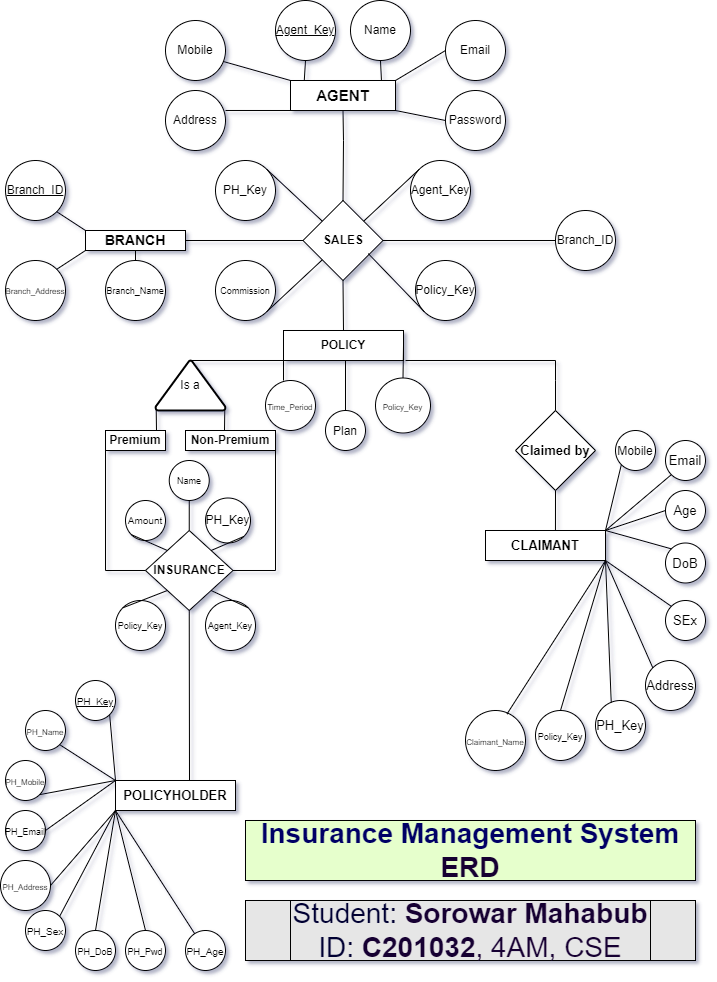 Agent_Key
Name
Mobile
Email
AGENT
Address
Password
Branch_ID
PH_Key
Agent_Key
BRANCH
SALES
Branch_ID
Branch_Address
Branch_Name
Commission
Policy_Key
POLICY
Is a
Time_Period
Plan
Policy_Key
Premium
Non-Premium
Claimed by
Mobile
Email
Name
Age
Amount
PH_Key
CLAIMANT
DoB
INSURANCE
Policy_Key
Agent_Key
SEx
Address
PH_Key
PH_Name
Claimant_Name
Policy_Key
PH_Key
PH_Mobile
POLICYHOLDER
PH_Email
PH_Address
PH_Sex
PH_DoB
PH_Pwd
PH_Age
Insurance Management System
ERD
Student: Sorowar Mahabub
ID: C201032, 4AM, CSE